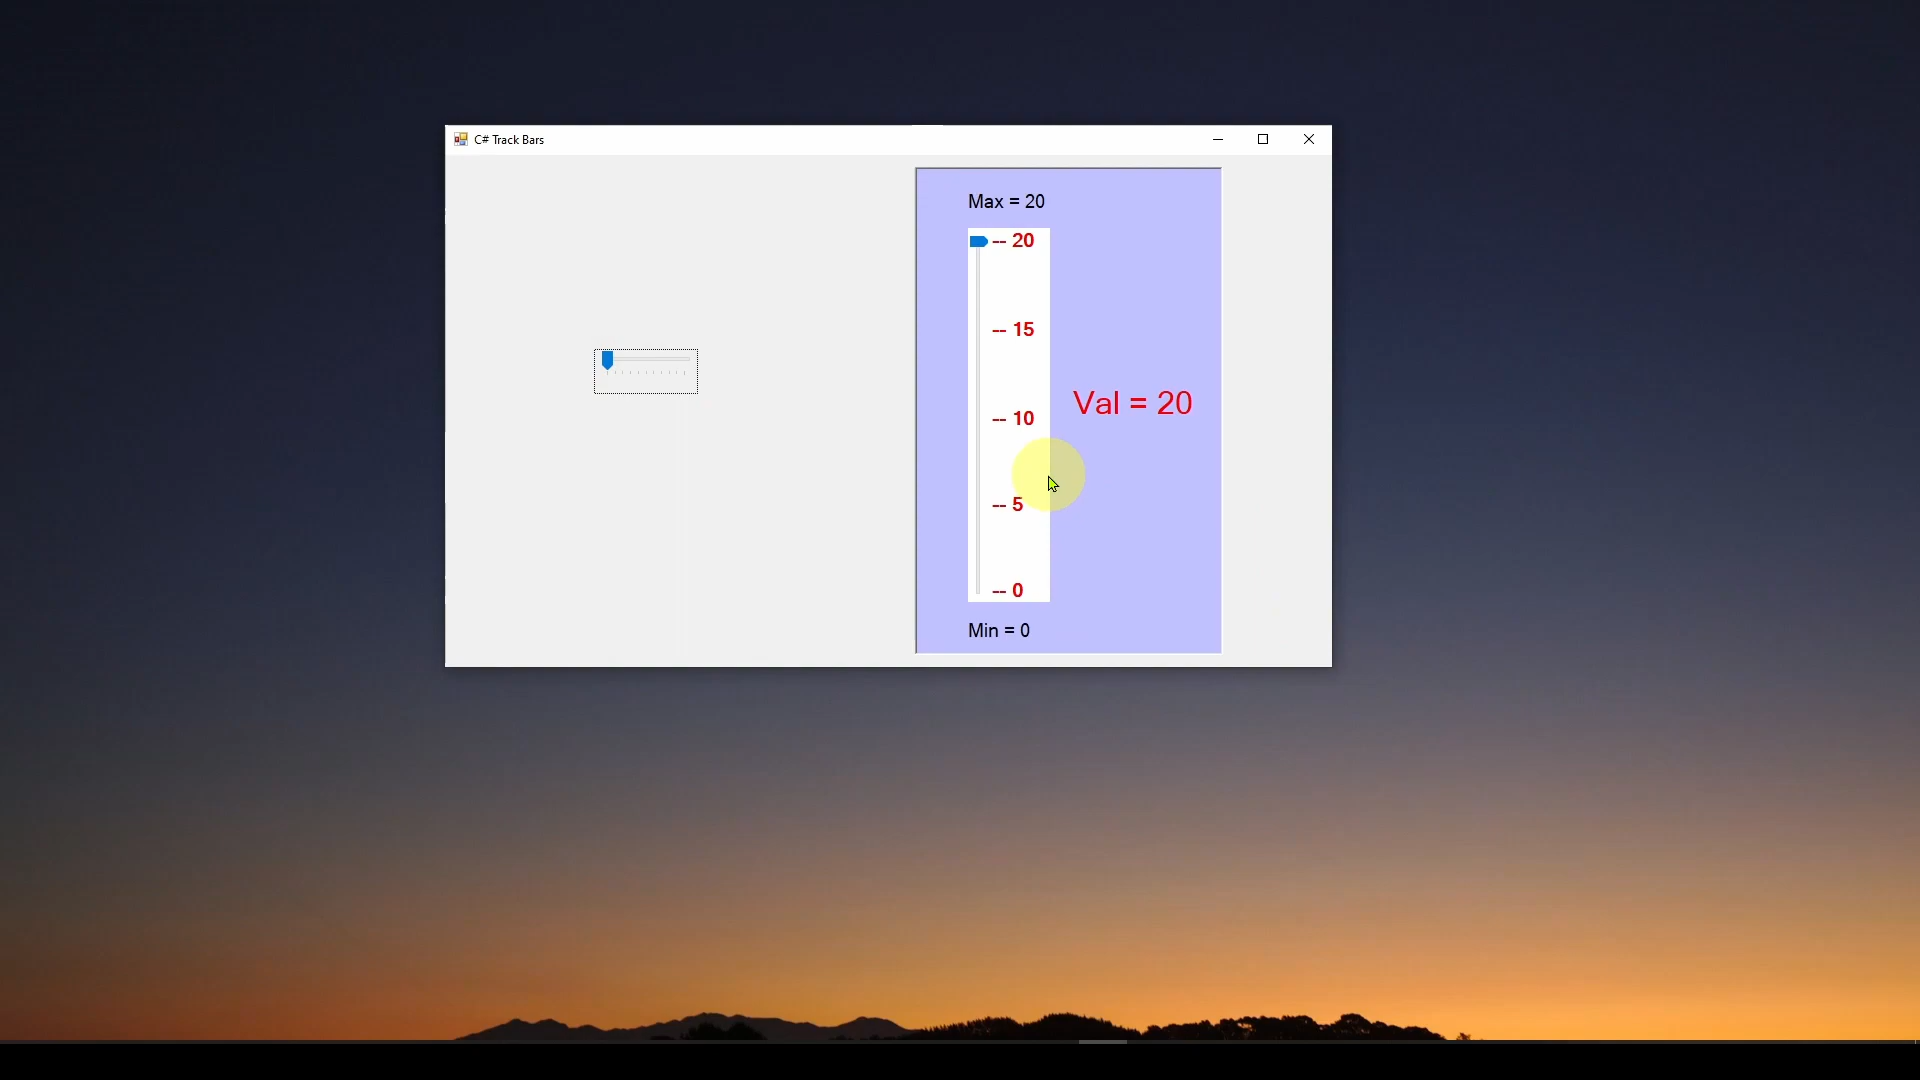 C# Track Bars
Max = 20
-- 20
-- 15
-- 10
Val = 20
-- 5
-- 0
Min = 0